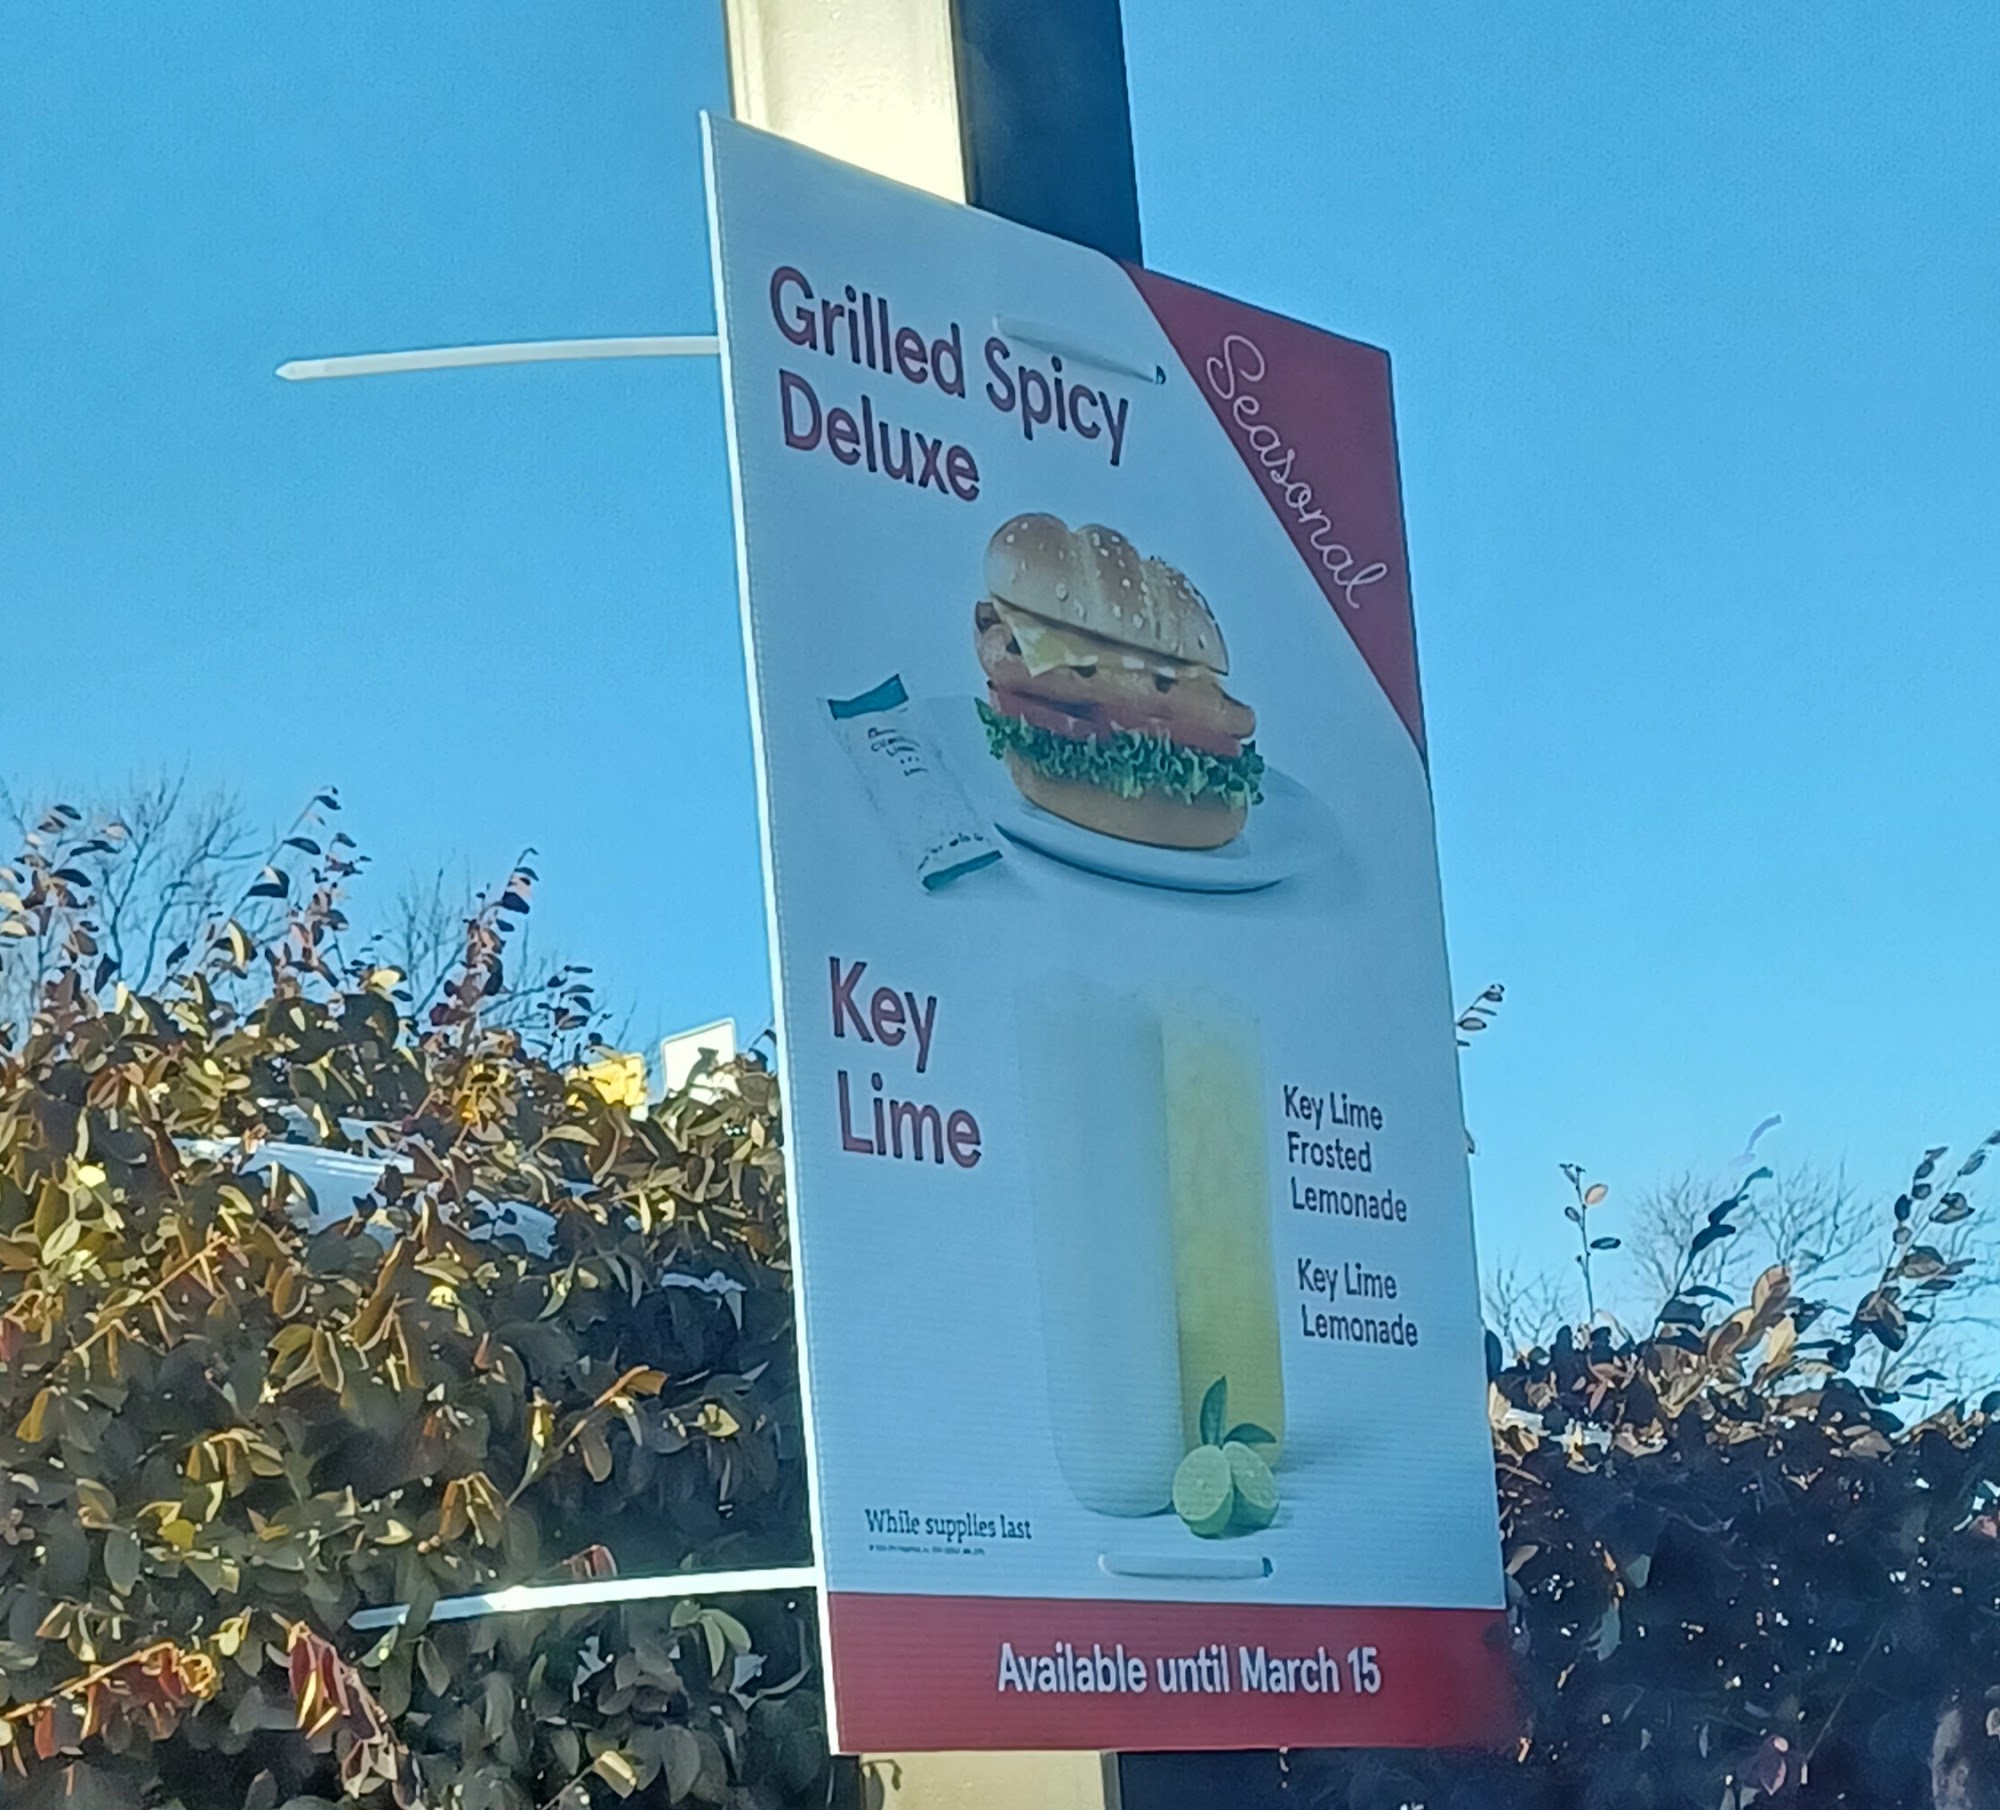 Grilled Spicy
Deluxe
Seasonal
Key
Lime
Key Lime
Frosted
Lemonade
Key Lime
Lemonade
While supplies last
Available until March 15